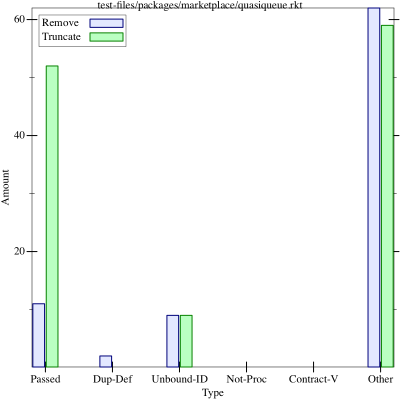 test-files/packages/marketplace/quasiqueue.rkt
Remove
Truncate
60
40
20
Amount
Passed Dup-Def Unbound-ID Not-Proc Contract-V Other
Type